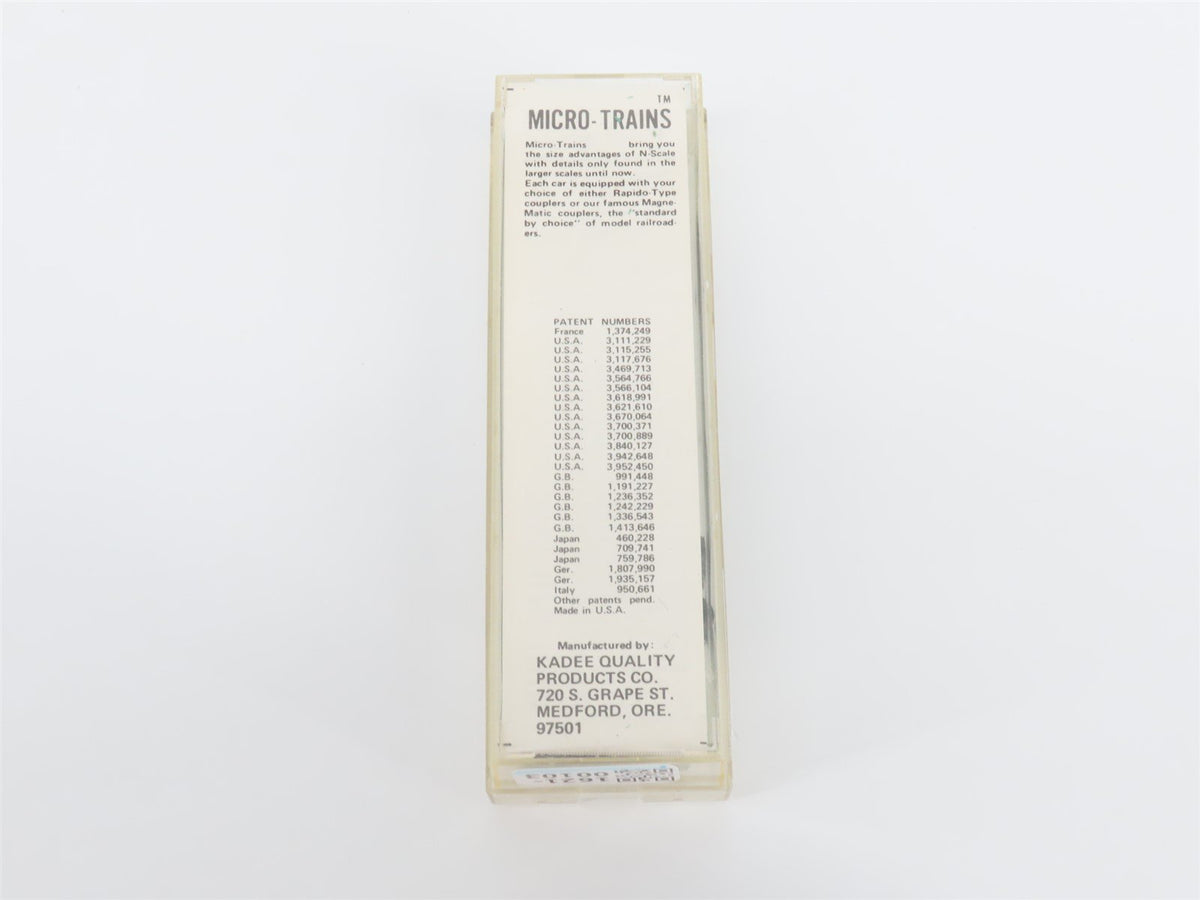 TM
MICRO-TRAINS
Micro-Trains bring you
the size advantages of N-Scale
with details only found in the
larger scales until now.
Each car is equipped with your
choice of either Rapido-Type
couplers or our famous Magne-
Matic couplers, the "standard
by choice" of model railroad-
ers.
PATENT NUMBERS
France 1,374,249
U.S.A. 3,111,229
U.S.A. 3,115,255
U.S.A. 3,117,676
U.S.A. 3,469,713
U.S.A. 3,564,766
U.S.A. 3,566,104
U.S.A. 3,618,991
U.S.A. 3,621,610
U.S.A. 3,670,064
U.S.A. 3,700,371
U.S.A. 3,700,889
U.S.A. 3,840,127
U.S.A. 3,942,648
U.S.A. 3,952,450
G.B. 991,448
G.B. 1,191,227
G.B. 1,236,352
G.B. 1,242,229
G.B. 1,336,543
G.B. 1,413,646
Japan 460,228
Japan 709,741
Japan 759,786
Ger. 1,807,990
Ger. 1,935,157
Italy 950,661
Other patents pend.
Made in U.S.A.
Manufactured by:
KADEE QUALITY
PRODUCTS CO.
720 S. GRAPE ST.
MEDFORD, ORE.
97501
1621-
00103